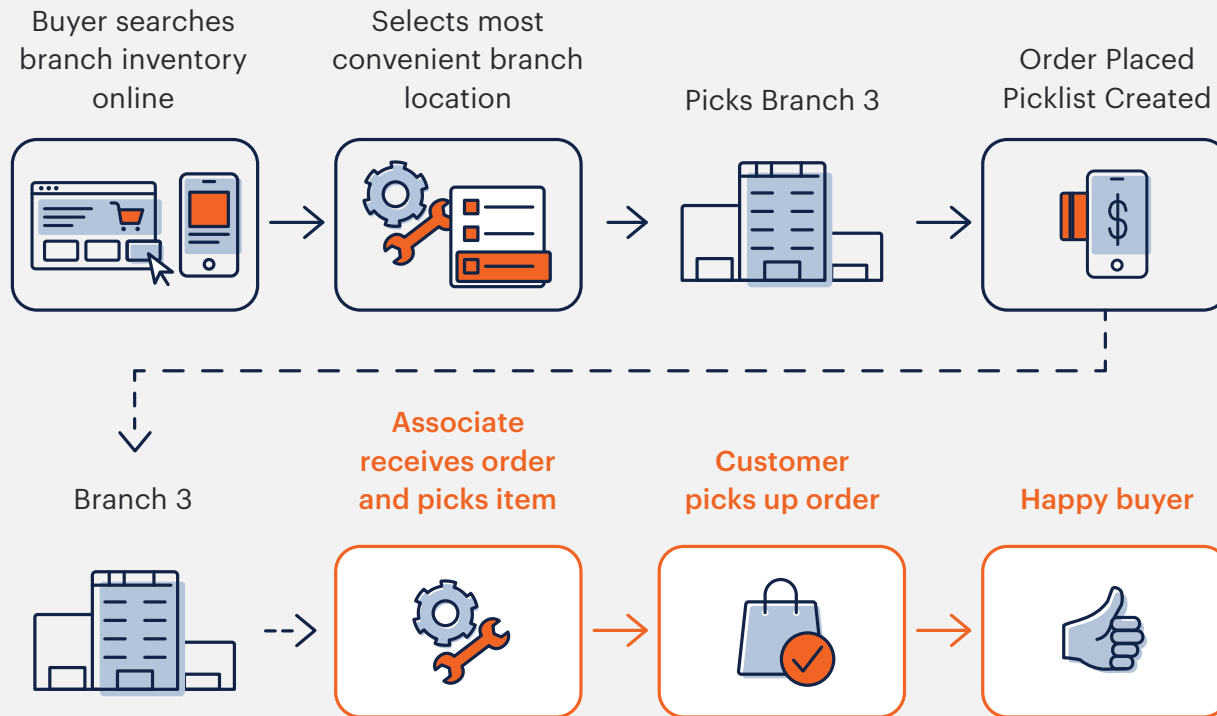 Buyer searches
branch inventory
online
Selects most
convenient branch
location
Picks Branch 3
Order Placed
Picklist Created
$
Branch 3
Associate
receives order
and picks item
Customer
picks up order
Happy buyer